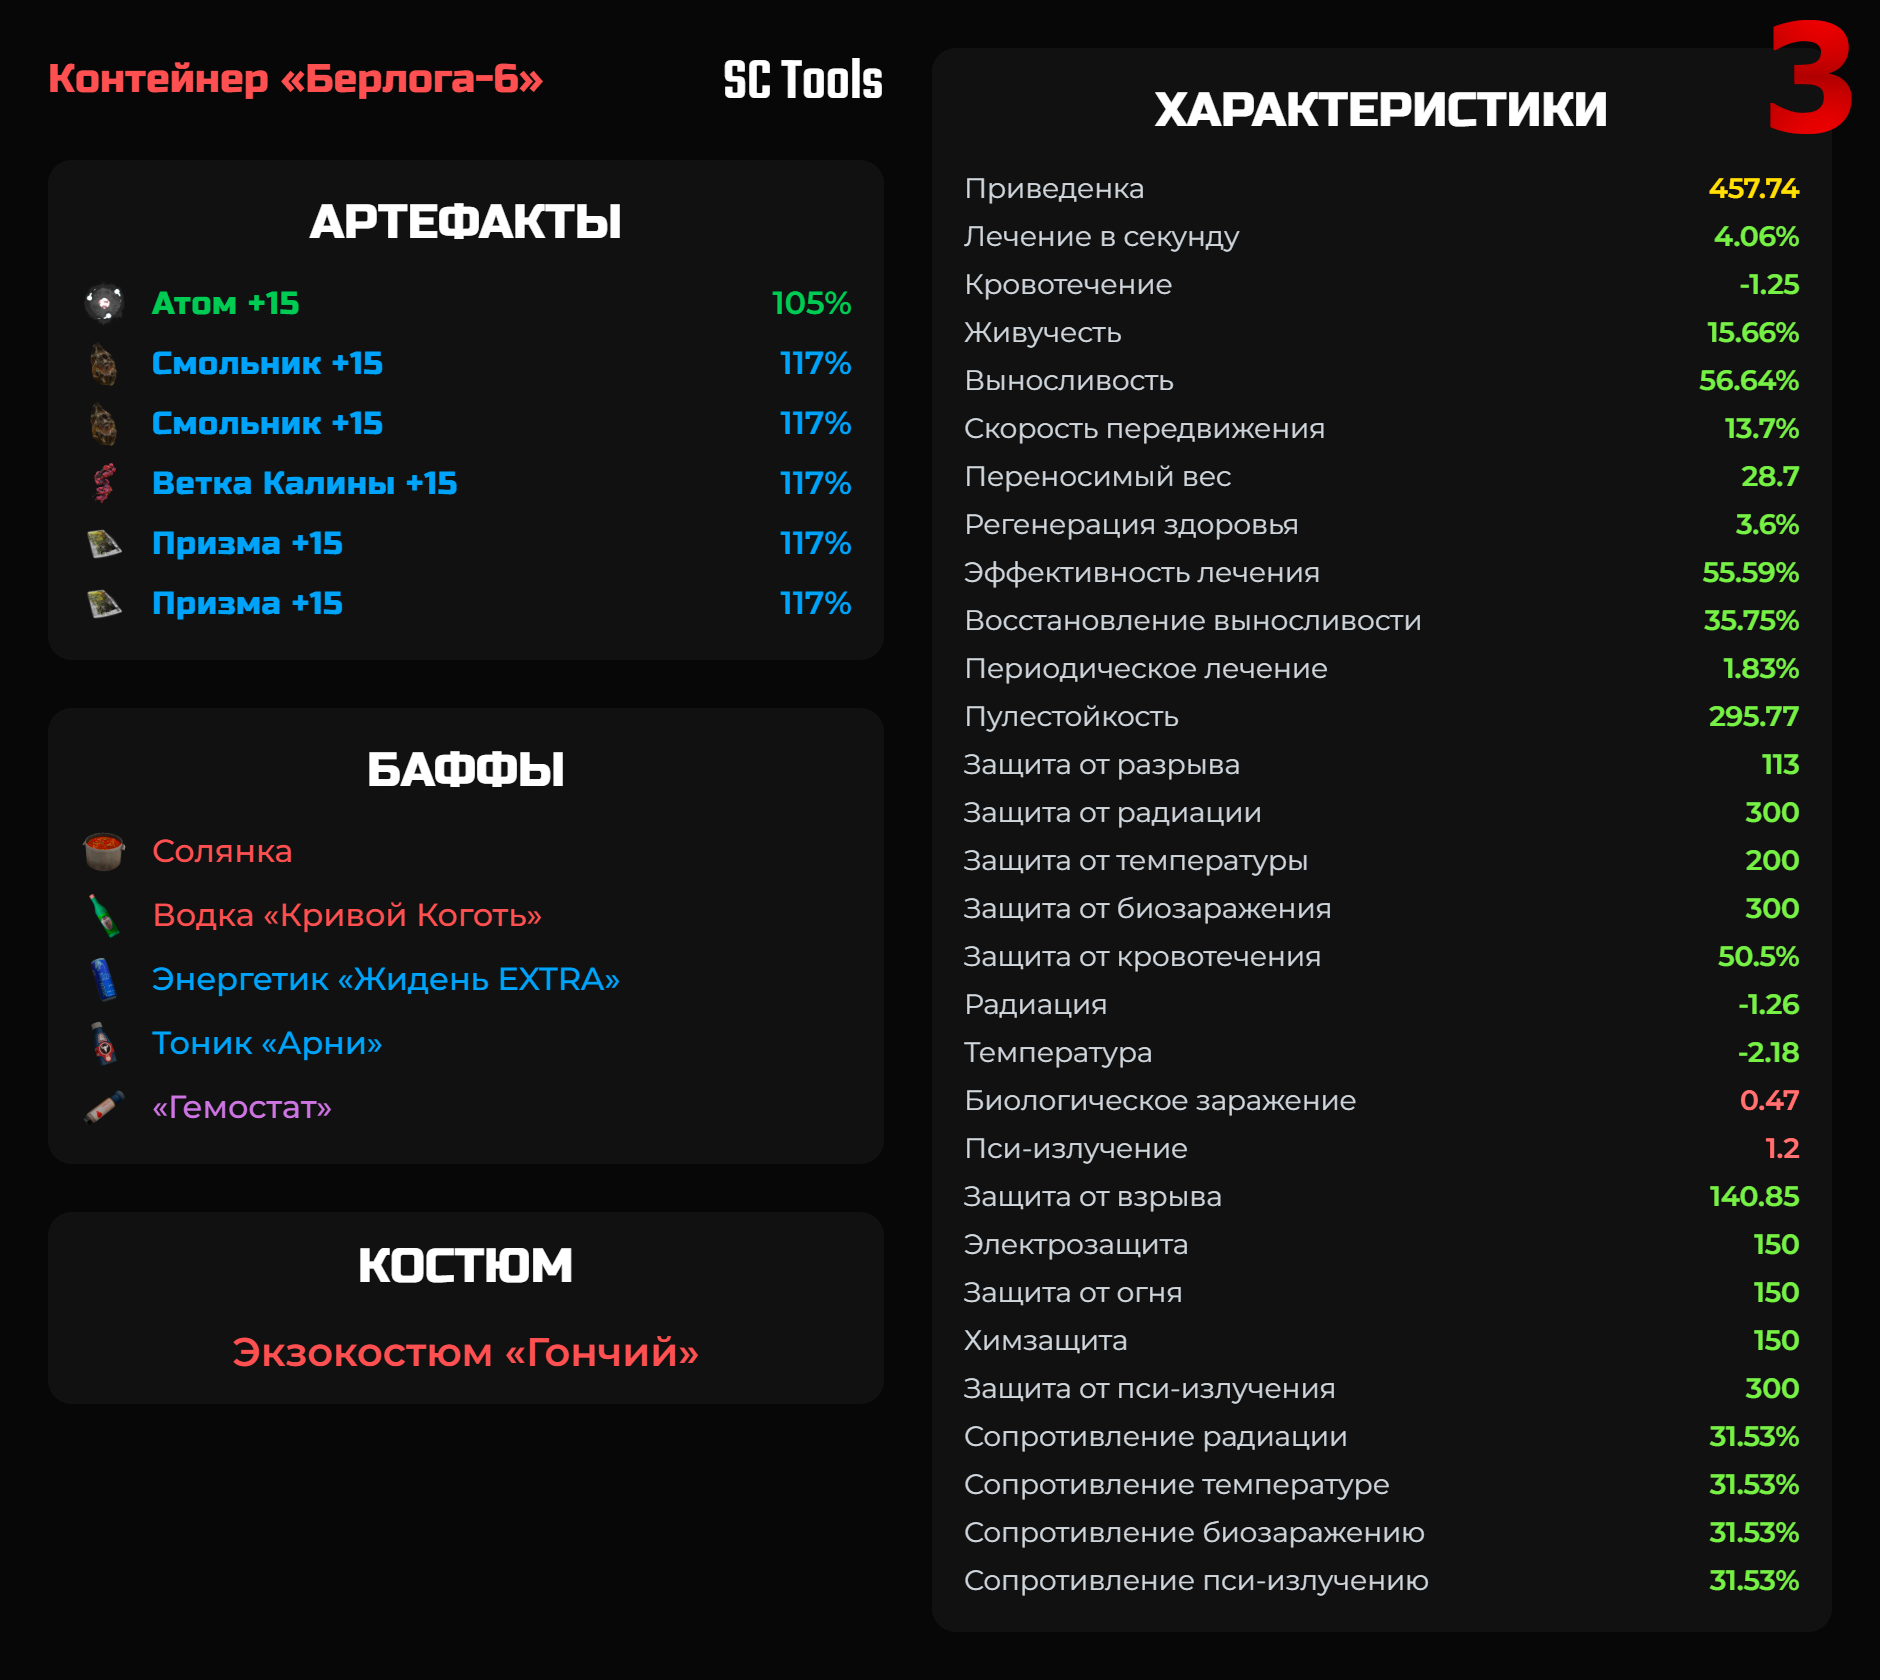 Контейнер «Берлога-6»
SC Tools
АРТЕФАКТЫ
Атом +15 105%
Смольник +15 117%
Смольник +15 117%
Ветка Калины +15 117%
Призма +15 117%
Призма +15 117%
БАФФЫ
Солянка
Водка «Кривой Коготь»
Энергетик «Жидень EXTRA»
Тоник «Арни»
«Гемостат»
КОСТЮМ
Экзокостюм «Гончий»
3
ХАРАКТЕРИСТИКИ
Приведенка 457.74
Лечение в секунду 4.06%
Кровотечение -1.25
Живучесть 15.66%
Выносливость 56.64%
Скорость передвижения 13.7%
Переносимый вес 28.7
Регенерация здоровья 3.6%
Эффективность лечения 55.59%
Восстановление выносливости 35.75%
Периодическое лечение 1.83%
Пулестойкость 295.77
Защита от разрыва 113
Защита от радиации 300
Защита от температуры 200
Защита от биозаражения 300
Защита от кровотечения 50.5%
Радиация -1.26
Температура -2.18
Биологическое заражение 0.47
Пси-излучение 1.2
Защита от взрыва 140.85
Электрозащита 150
Защита от огня 150
Химзащита 150
Защита от пси-излучения 300
Сопротивление радиации 31.53%
Сопротивление температуре 31.53%
Сопротивление биозаражению 31.53%
Сопротивление пси-излучению 31.53%